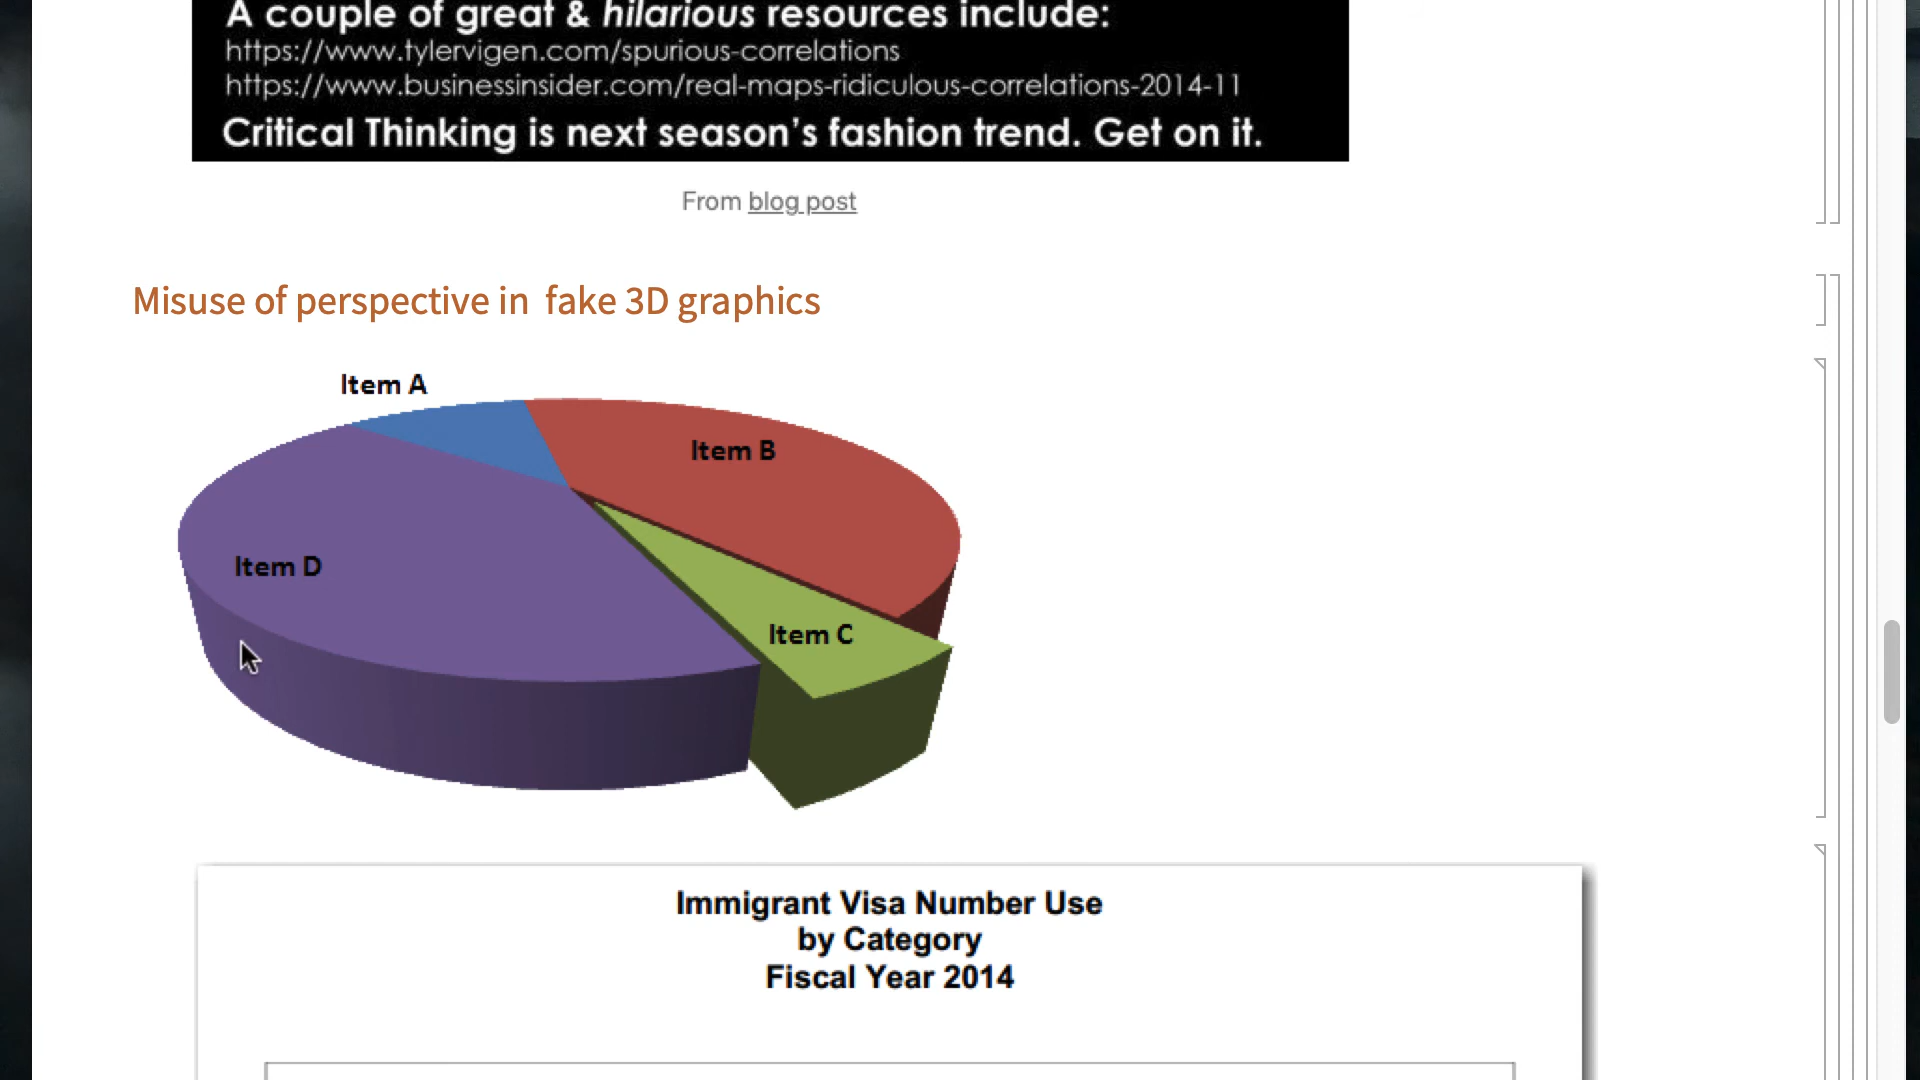 A couple of great & hilarious resources include:
https://www.tylervigen.com/spurious-correlations
https://www.businessinsider.com/real-maps-ridiculous-correlations-2014-11
Critical Thinking is next season’s fashion trend. Get on it.
From blog post
Misuse of perspective in fake 3D graphics
Item A
Item B
Item D
Item C
Immigrant Visa Number Use
by Category
Fiscal Year 2014